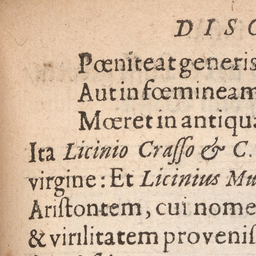 DISC
Pœniteat generis
Aut in fœmineam
Mœret in antiqua
Ita Licinio Craſſo & C.
virgine: Et Licinius Mu
Ariſtontem, cui nome
& virilitatem proveniſ